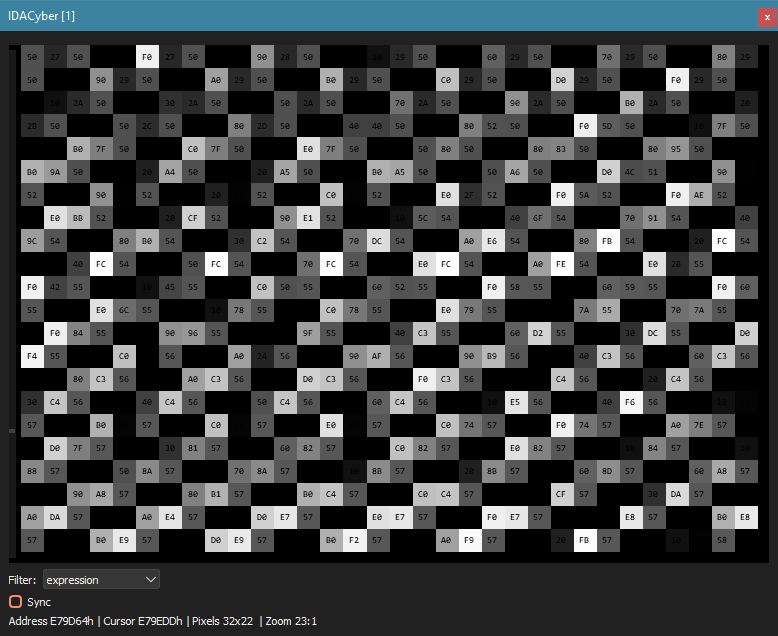 IDACyber [1]
50 27 50 F0 27 50 90 28 50 10 29 50 60 29 50 70 29 50 80 29
50 90 29 50 A0 29 50 B0 29 50 C0 29 50 D0 29 50 F0 29 50
10 2A 50 30 2A 50 50 2A 50 70 2A 50 90 2A 50 B0 2A 50 20
2B 50 50 2C 50 80 2D 50 40 40 50 80 52 50 F0 5D 50 10 7F 50
B0 7F 50 C0 7F 50 E0 7F 50 50 80 50 80 83 50 80 95 50
B0 9A 50 20 A4 50 20 A5 50 B0 A5 50 50 A6 50 D0 4C 51 90
52 90 52 20 52 C0 52 E0 2F 52 F0 5A 52 F0 AE 52
E0 BB 52 20 CF 52 90 E1 52 10 5C 54 40 6F 54 70 91 54 40
9C 54 80 B0 54 30 C2 54 70 DC 54 A0 E6 54 80 FB 54 20 FC 54
40 FC 54 50 FC 54 70 FC 54 E0 FC 54 A0 FE 54 E0 2B 55
F0 42 55 10 45 55 C0 50 55 60 52 55 F0 58 55 60 59 55 F0 60
55 E0 6C 55 10 78 55 C0 78 55 E0 79 55 7A 55 70 7A 55
F0 84 55 90 96 55 9F 55 40 C3 55 60 D2 55 30 DC 55 D0
F4 55 C0 56 A0 24 56 90 AF 56 90 B9 56 40 C3 56 60 C3 56
80 C3 56 A0 C3 56 D0 C3 56 F0 C3 56 C4 56 20 C4 56
30 C4 56 40 C4 56 50 C4 56 60 C4 56 10 E5 56 40 F6 56 10
57 B0 57 C0 57 E0 57 C0 74 57 F0 74 57 A0 7E 57
D0 7F 57 30 81 57 60 82 57 C0 82 57 E0 82 57 10 84 57 10
88 57 50 8A 57 70 8A 57 10 8B 57 20 8B 57 60 8D 57 60 A8 57
90 A8 57 80 B1 57 B0 C4 57 C0 C4 57 CF 57 30 DA 57
A0 DA 57 A0 E4 57 D0 E7 57 E0 E7 57 F0 E7 57 E8 57 B0 E8
57 B0 E9 57 D0 E9 57 B0 F2 57 A0 F9 57 20 FB 57 10 58
Filter: expression
Sync
Address E79D64h | Cursor E79EDDh | Pixels 32x22 | Zoom 23:1